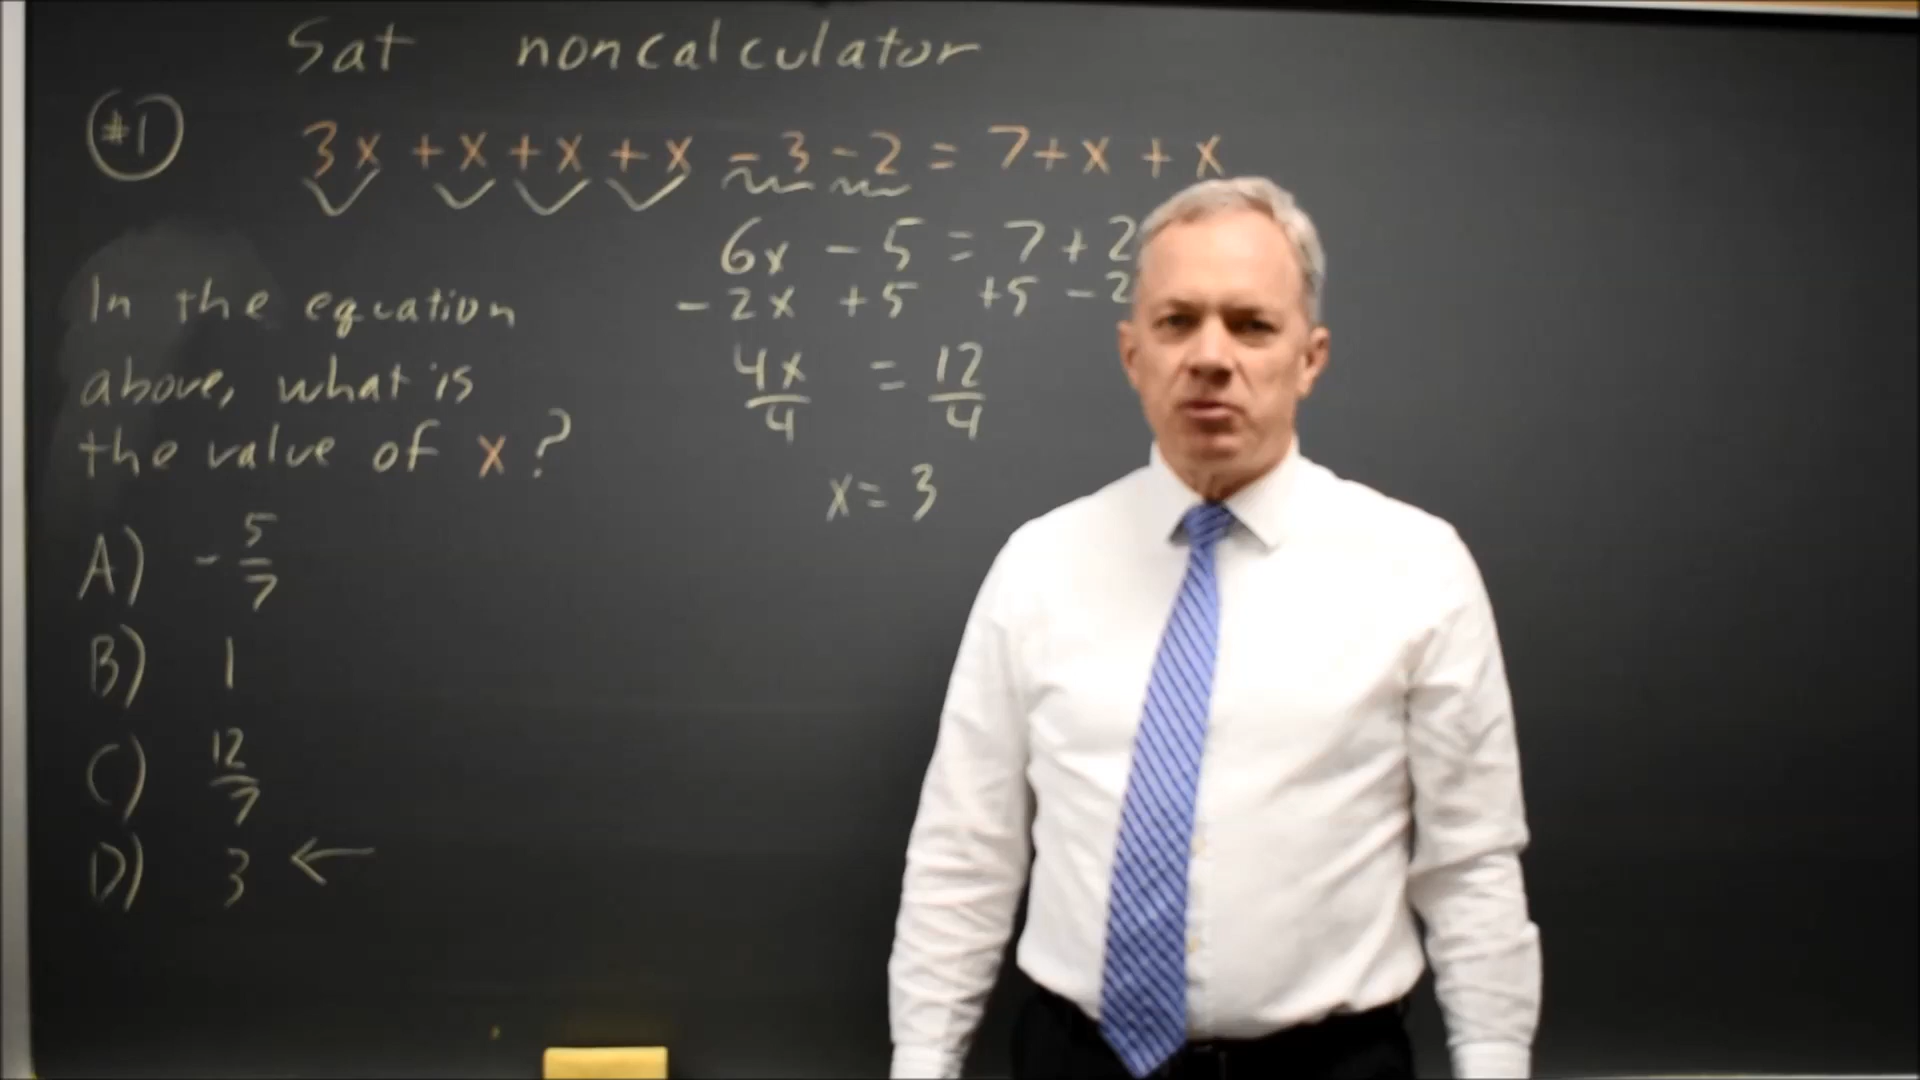 Sat noncalculator
#1
3x + x + x + x - 3 - 2 = 7 + x + x
6x - 5 = 7 + 2
- 2x + 5 + 5 - 2
4x/4 = 12/4
x = 3
In the equation
above, what is
the value of x?
A) - 5/7
B) 1
C) 12/7
D) 3 ←